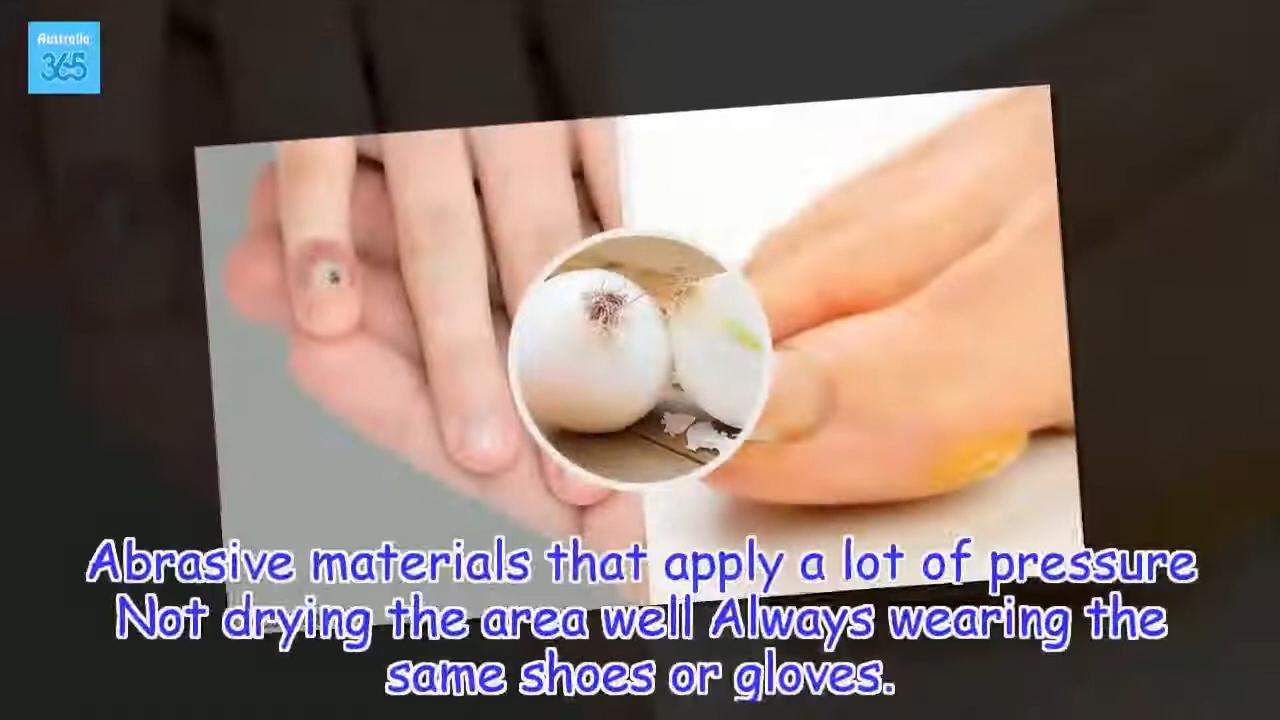 Australia
365
Abrasive materials that apply a lot of pressure
Not drying the area well Always wearing the
same shoes or gloves.